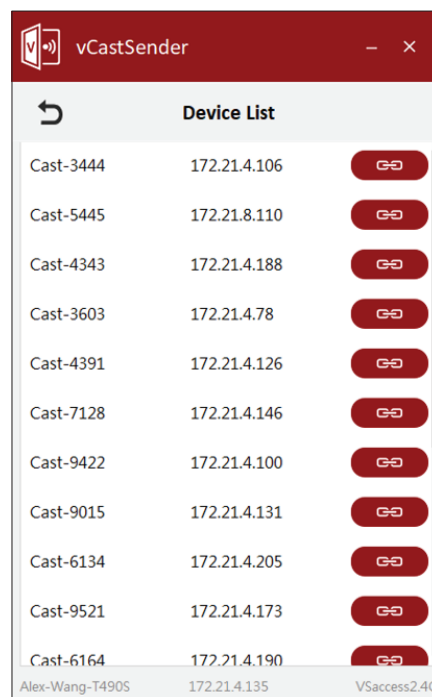 V
vCastSender
Device List
Cast-3444 172.21.4.106
Cast-5445 172.21.8.110
Cast-4343 172.21.4.188
Cast-3603 172.21.4.78
Cast-4391 172.21.4.126
Cast-7128 172.21.4.146
Cast-9422 172.21.4.100
Cast-9015 172.21.4.131
Cast-6134 172.21.4.205
Cast-9521 172.21.4.173
Cast-6164 172.21.4.190
Alex-Wang-T490S 172.21.4.135 VSaccess2.4G